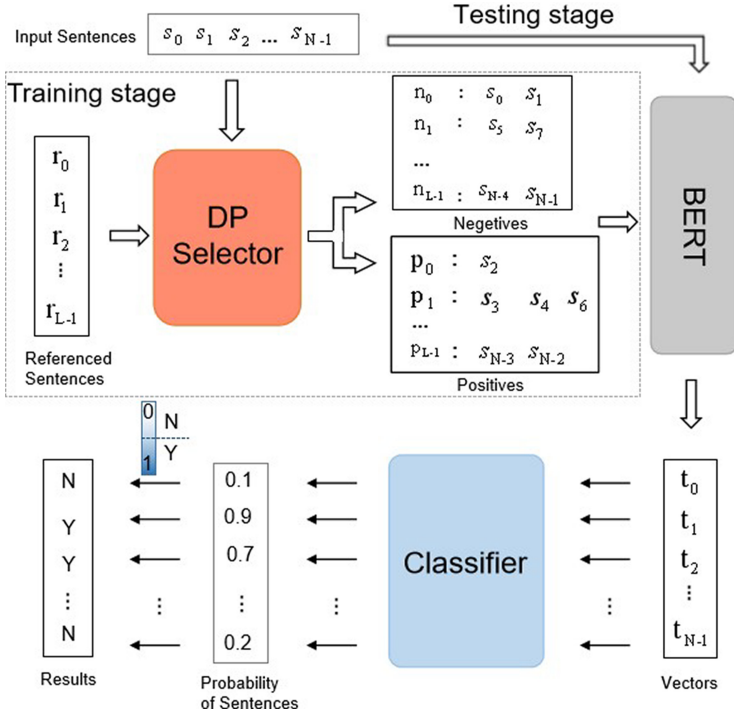 Testing stage
Input Sentences s0 s1 s2 ... sN-1
Training stage
r0
r1
r2
⋮
rL-1
Referenced
Sentences
DP
Selector
n0 : s0 s1
n1 : s5 s7
...
nL-1 : sN-4 sN-1
Negetives
p0 : s2
p1 : s3 s4 s6
...
pL-1 : sN-3 sN-2
Positives
BERT
0 N
1 Y
N
Y
Y
⋮
N
Results
⋮
0.1
0.9
0.7
⋮
0.2
Probability
of Sentences
⋮
Classifier
⋮
t0
t1
t2
⋮
tN-1
Vectors